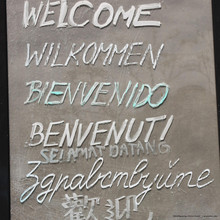 WELCOME
WILKOMMEN
BIENVENIDO
BENVENUTI
SELAMAT DATANG
Здравствуйте
歡迎